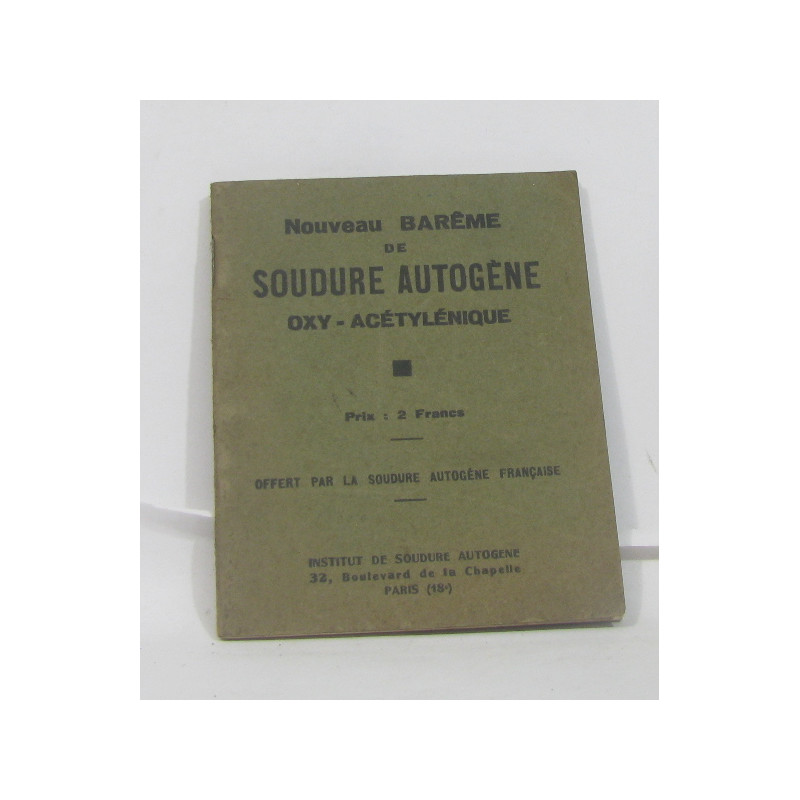 Nouveau BARÊME
DE
SOUDURE AUTOGÈNE
OXY - ACÉTYLÉNIQUE
Prix : 2 Francs
OFFERT PAR LA SOUDURE AUTOGÈNE FRANÇAISE
INSTITUT DE SOUDURE AUTOGENE
32, Boulevard de la Chapelle
PARIS (18ᵉ)